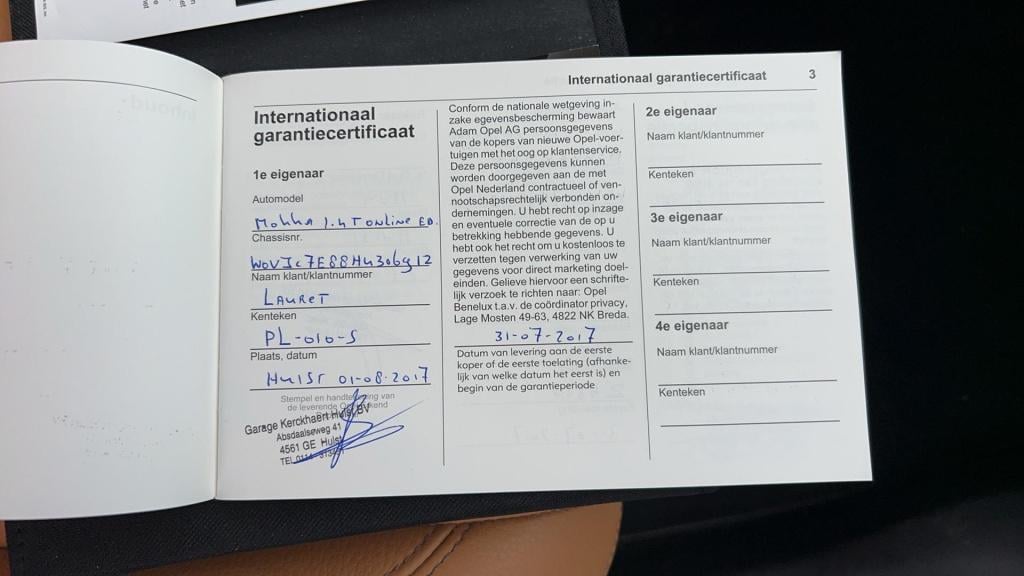 Internationaal garantiecertificaat 3
Internationaal
garantiecertificaat
1e eigenaar
Automodel
Mokka 1.4T online ED.
Chassisnr.
Naam klant/klantnummer
Lauret
Kenteken
PL-010-S
Plaats, datum
Hulst 01-08-2017
Stempel en
de leverende
Garage Kerckhaert Hulst BV
Absdaalseweg 41
4561 GE Hulst
TEL.
Conform de nationale wetgeving in-
zake egevensbescherming bewaart
Adam Opel AG persoonsgegevens
van de kopers van nieuwe Opel-voer-
tuigen met het oog op klantenservice.
Deze persoonsgegevens kunnen
worden doorgegeven aan de met
Opel Nederland contractueel of ven-
nootschapsrechtelijk verbonden on-
dernemingen. U hebt recht op inzage
en eventuele correctie van de op u
betrekking hebbende gegevens. U
hebt ook het recht om u kostenloos te
verzetten tegen verwerking van uw
gegevens voor direct marketing doel-
einden. Gelieve hiervoor een schrifte-
lijk verzoek te richten naar: Opel
Benelux t.a.v. de coördinator privacy,
Lage Mosten 49-63, 4822 NK Breda.
31-07-2017
Datum van levering aan de eerste
koper of de eerste toelating (afhanke-
lijk van welke datum het eerst is) en
begin van de garantieperiode
2e eigenaar
Naam klant/klantnummer
Kenteken
3e eigenaar
Naam klant/klantnummer
Kenteken
4e eigenaar
Naam klant/klantnummer
Kenteken